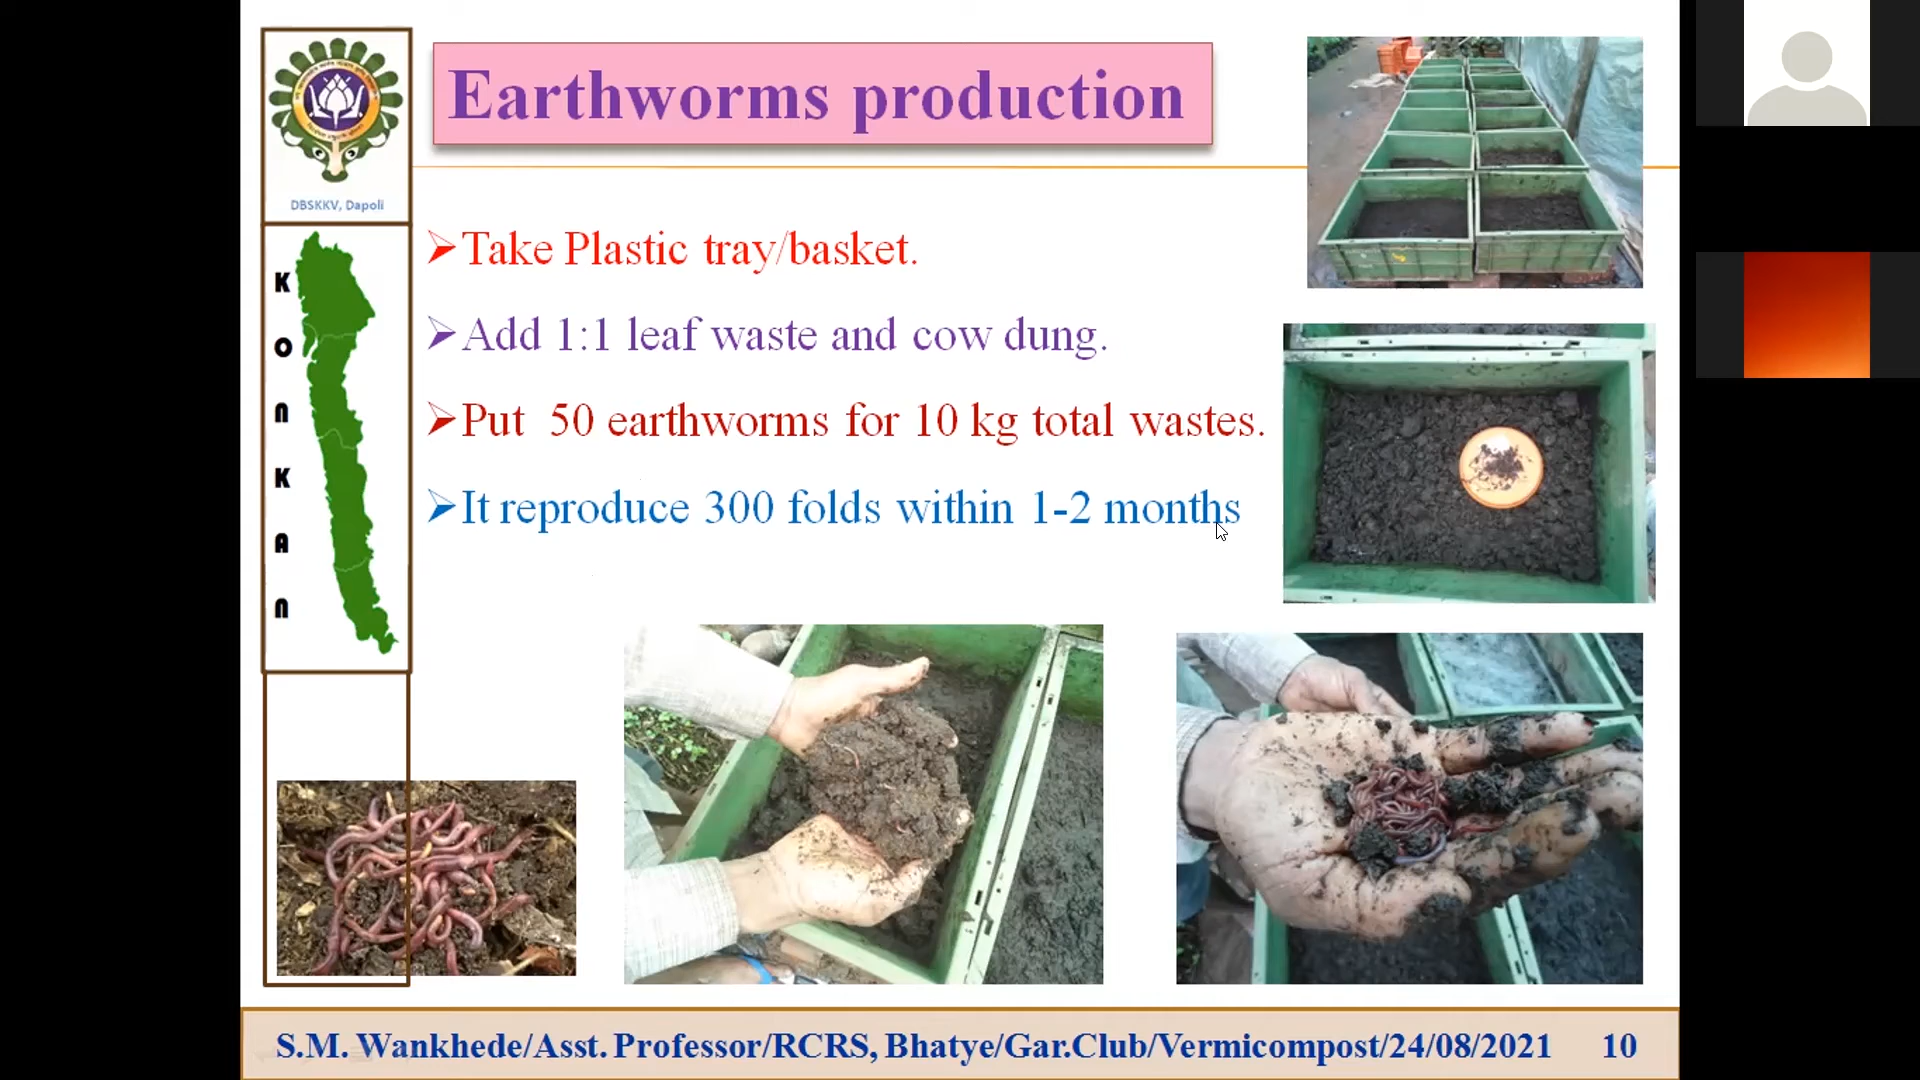 DBSKKV, Dapoli
KONKAN
Earthworms production
➢Take Plastic tray/basket.
➢Add 1:1 leaf waste and cow dung.
➢Put 50 earthworms for 10 kg total wastes.
➢It reproduce 300 folds within 1-2 months
S.M. Wankhede/Asst. Professor/RCRS, Bhatye/Gar.Club/Vermicompost/24/08/2021 10